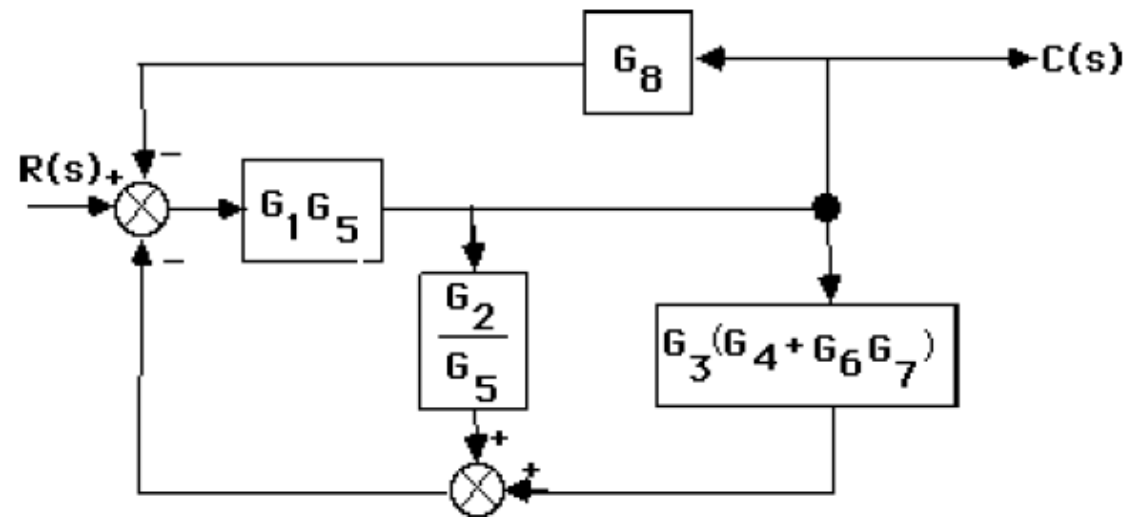 G8
C(s)
−
R(s) +
G1G5
−
G2
G5
G3(G4+G6G7)
+
+
−